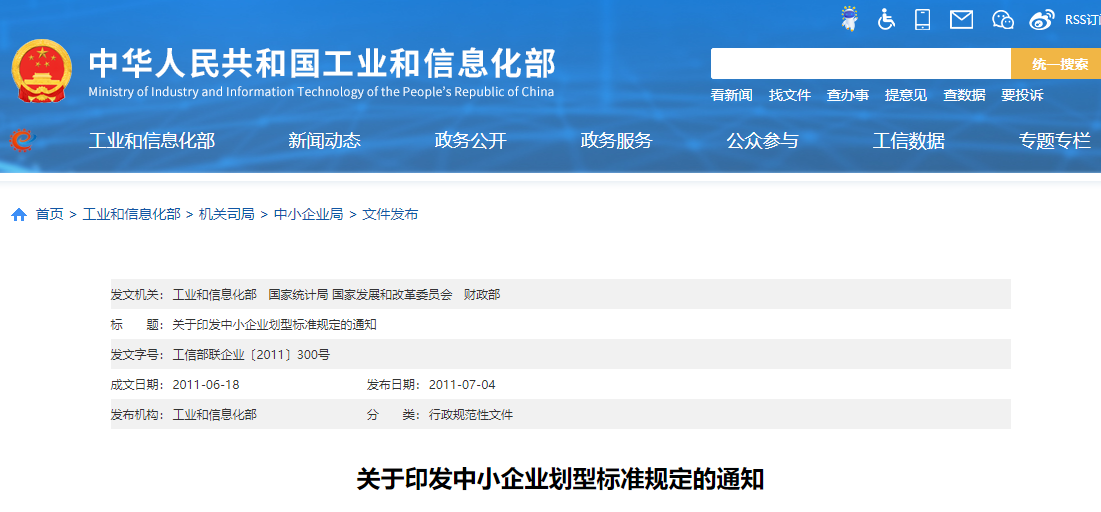 RSS订
中华人民共和国工业和信息化部
Ministry of Industry and Information Technology of the People's Republic of China
统一搜索
看新闻 找文件 查办事 提意见 查数据 要投诉
工业和信息化部 新闻动态 政务公开 政务服务 公众参与 工信数据 专题专栏
首页 > 工业和信息化部 > 机关司局 > 中小企业局 > 文件发布
发文机关： 工业和信息化部 国家统计局 国家发展和改革委员会 财政部
标 题： 关于印发中小企业划型标准规定的通知
发文字号： 工信部联企业〔2011〕300号
成文日期： 2011-06-18 发布日期： 2011-07-04
发布机构： 工业和信息化部 分 类： 行政规范性文件
关于印发中小企业划型标准规定的通知